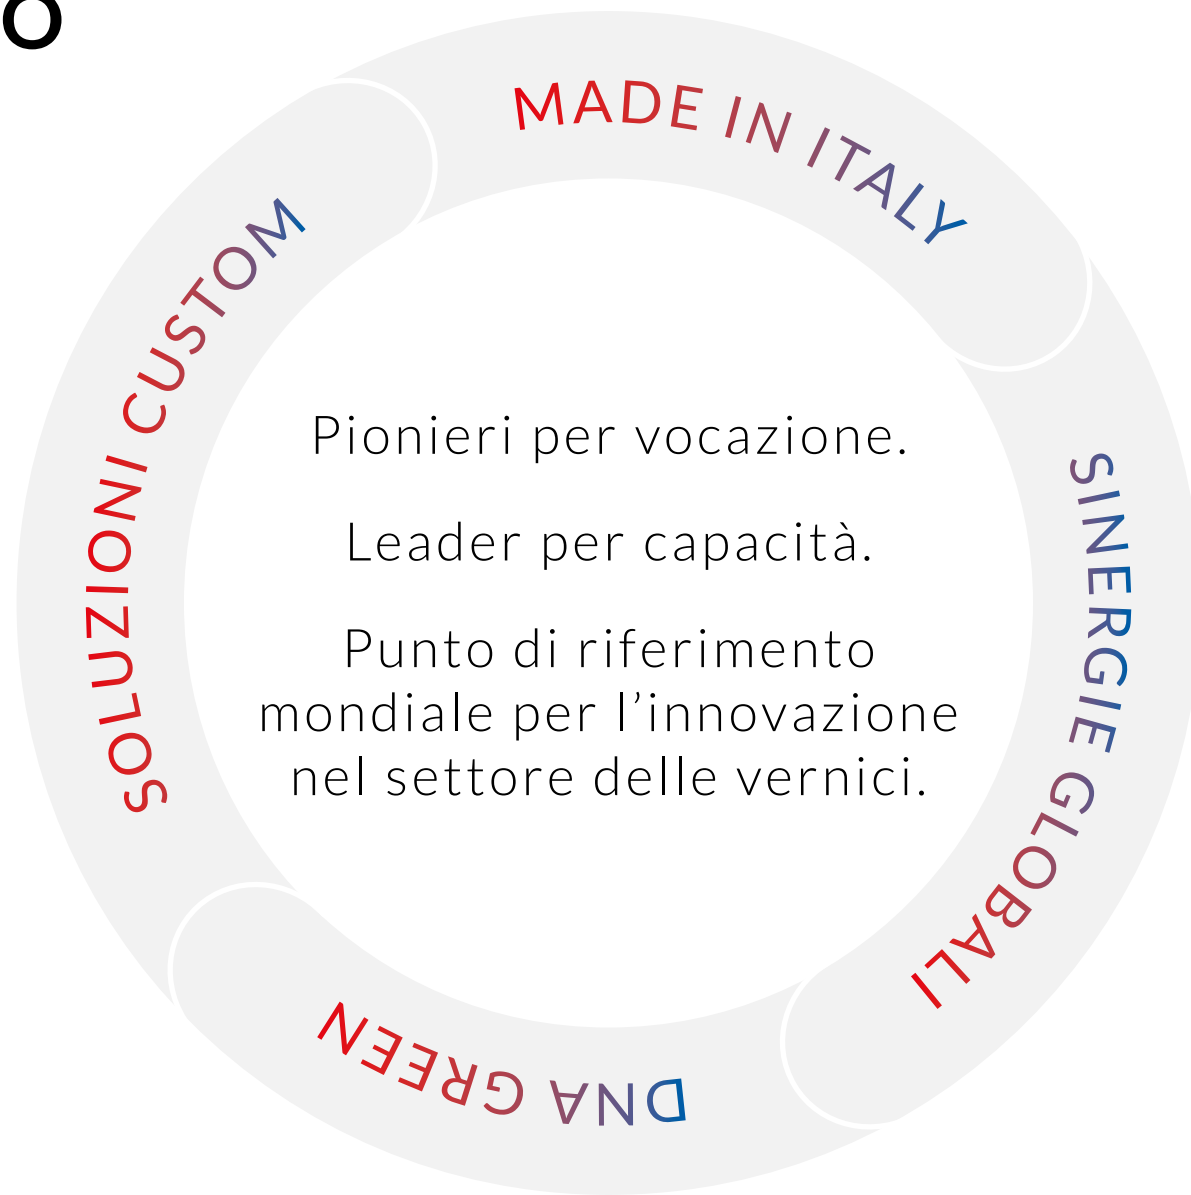 o
MADE IN ITALY
SINERGIE GLOBALI
DNA GREEN
SOLUZIONI CUSTOM
Pionieri per vocazione.
Leader per capacità.
Punto di riferimento
mondiale per l’innovazione
nel settore delle vernici.